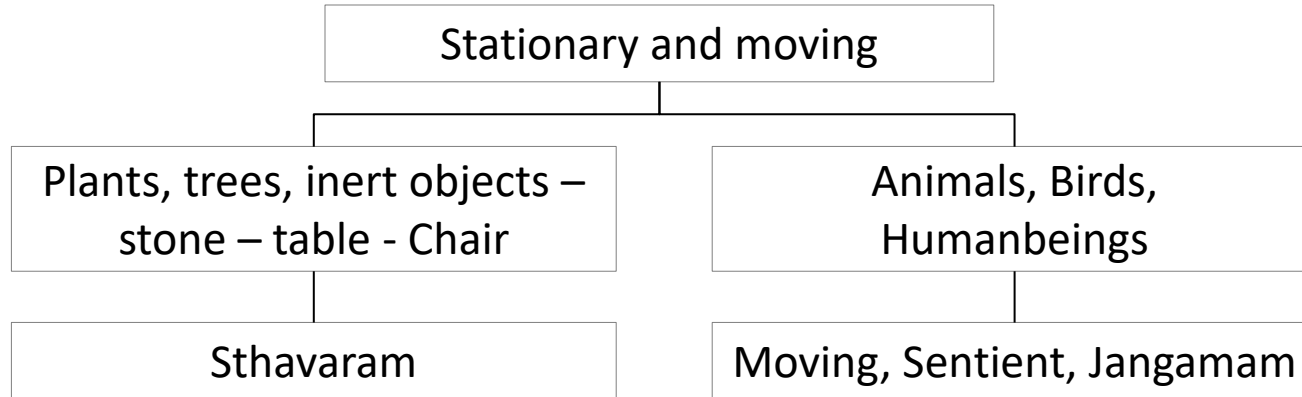 Stationary and moving
Plants, trees, inert objects –
stone – table - Chair
Animals, Birds,
Humanbeings
Sthavaram
Moving, Sentient, Jangamam